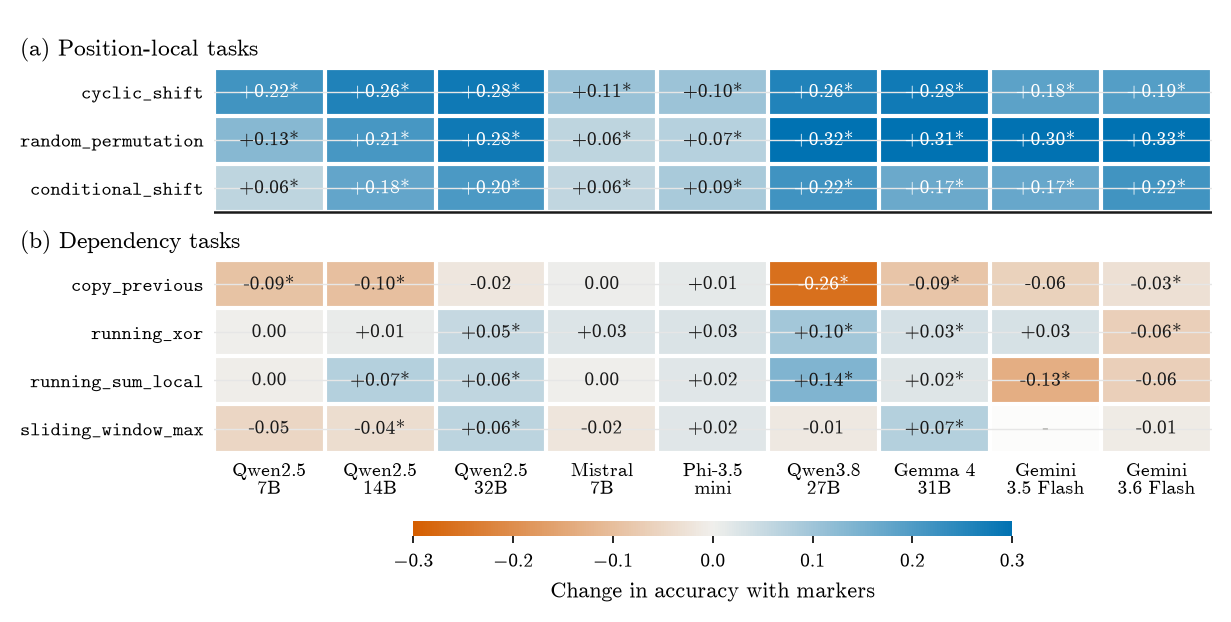 (a) Position-local tasks
cyclic_shift +0.22* +0.26* +0.28* +0.11* +0.10* +0.26* +0.28* +0.18* +0.19*
random_permutation +0.13* +0.21* +0.28* +0.06* +0.07* +0.32* +0.31* +0.30* +0.33*
conditional_shift +0.06* +0.18* +0.20* +0.06* +0.09* +0.22* +0.17* +0.17* +0.22*
(b) Dependency tasks
copy_previous -0.09* -0.10* -0.02 0.00 +0.01 -0.26* -0.09* -0.06 -0.03*
running_xor 0.00 +0.01 +0.05* +0.03 +0.03 +0.10* +0.03* +0.03 -0.06*
running_sum_local 0.00 +0.07* +0.06* 0.00 +0.02 +0.14* +0.02* -0.13* -0.06
sliding_window_max -0.05 -0.04* +0.06* -0.02 +0.02 -0.01 +0.07* - -0.01
Qwen2.5 Qwen2.5 Qwen2.5 Mistral Phi-3.5 Qwen3.8 Gemma 4 Gemini Gemini
7B 14B 32B 7B mini 27B 31B 3.5 Flash 3.6 Flash
−0.3 −0.2 −0.1 0.0 0.1 0.2 0.3
Change in accuracy with markers